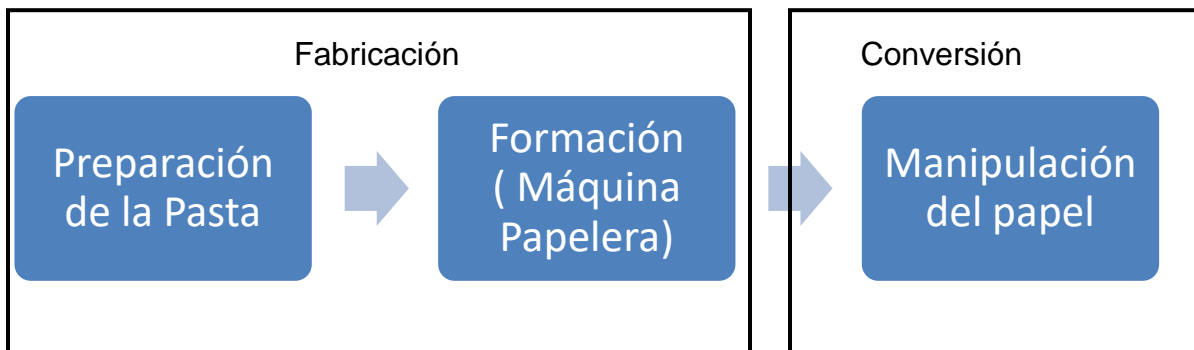 Fabricación
Conversión
Preparación
de la Pasta
Formación
( Máquina
Papelera)
Manipulación
del papel